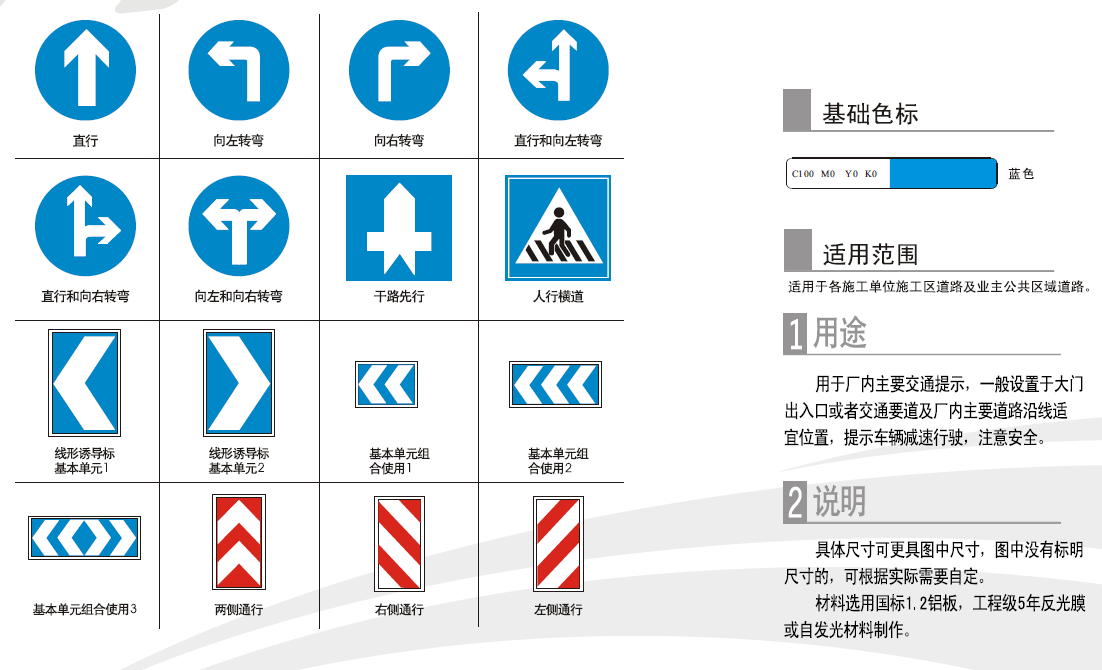 直行
向左转弯
向右转弯
直行和向左转弯
直行和向右转弯
向左和向右转弯
干路先行
人行横道
线形诱导标
基本单元1
线形诱导标
基本单元2
基本单元组
合使用1
基本单元组
合使用2
基本单元组合使用3
两侧通行
右侧通行
左侧通行
基础色标
C100 M0 Y0 K0
蓝色
适用范围
适用于各施工单位施工区道路及业主公共区域道路。
1 用途
用于厂内主要交通提示，一般设置于大门
出入口或者交通要道及厂内主要道路沿线适
宜位置，提示车辆减速行驶，注意安全。
2 说明
具体尺寸可更具图中尺寸，图中没有标明
尺寸的，可根据实际需要自定。
材料选用国标1.2铝板，工程级5年反光膜
或自发光材料制作。